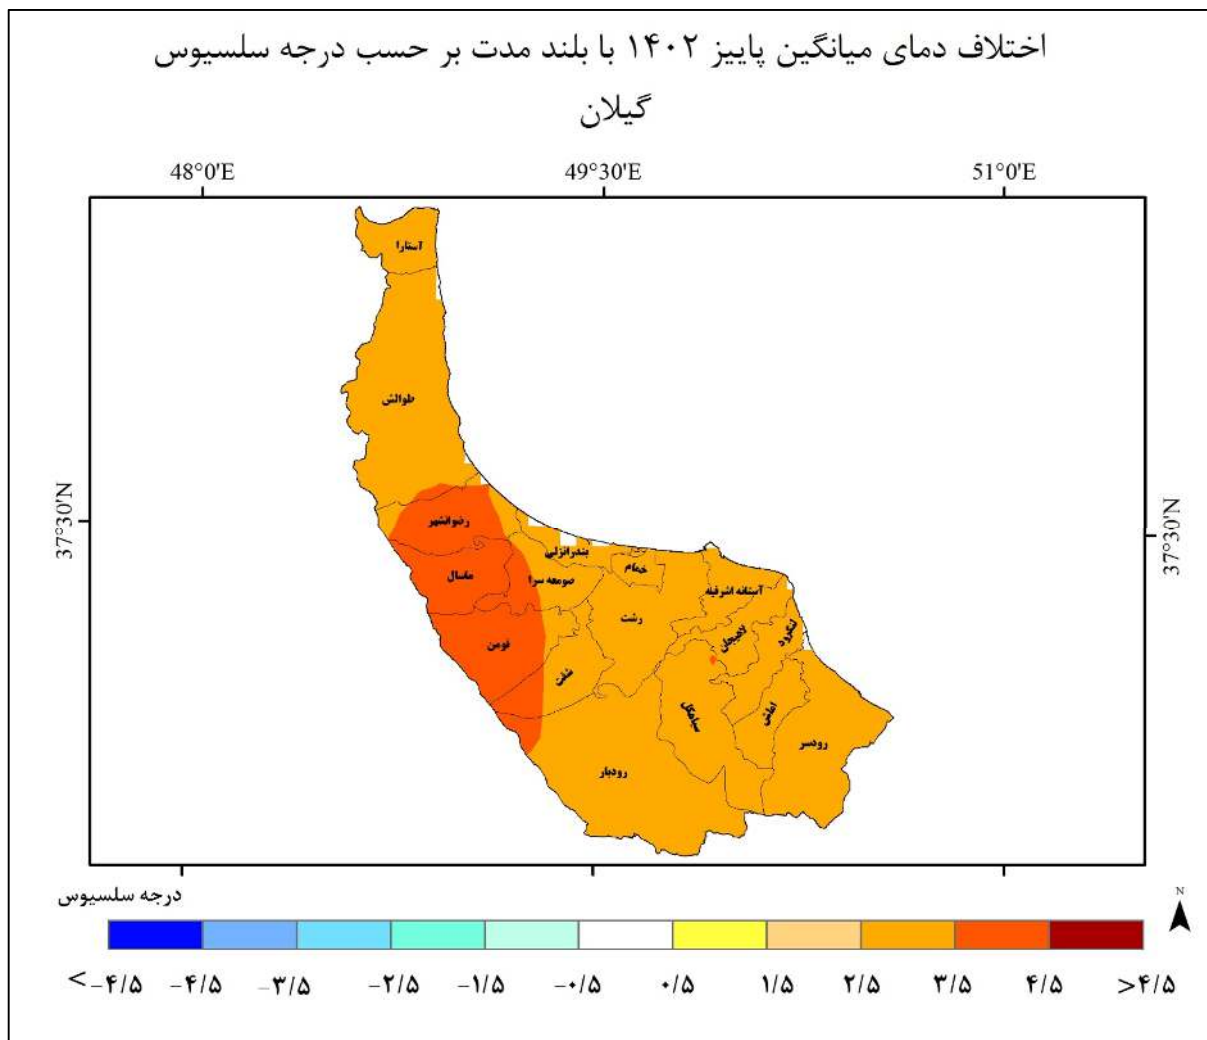 اختلاف دمای میانگین پاییز ۱۴۰۲ با بلند مدت بر حسب درجه سلسیوس
گیلان
48°0'E 49°30'E 51°0'E
آستارا
طوالش
37°30'N
37°30'N
رضوانشهر
بندرانزلی
خمام
ماسال
صومعه سرا
آستانه اشرفیه
رشت
لنگرود
لاهیجان
فومن
شفت
سیاهکل
املش
رودسر
رودبار
درجه سلسیوس
N
<-۴/۵ -۴/۵ -۳/۵ -۲/۵ -۱/۵ -۰/۵ ۰/۵ ۱/۵ ۲/۵ ۳/۵ ۴/۵ >۴/۵